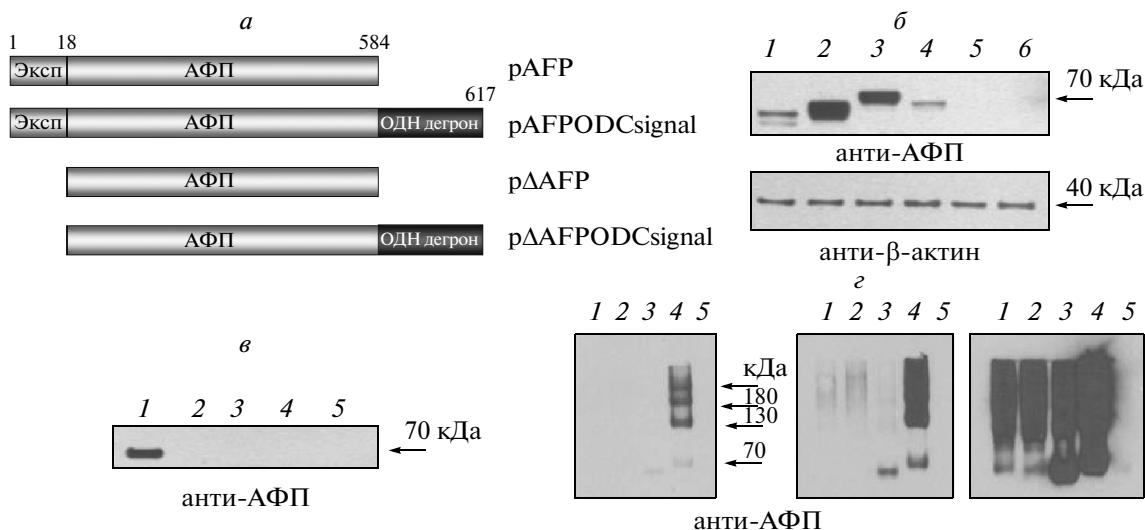 а
1 18 584
Эксп АФП pAFP
617
Эксп АФП ОДН дегрон pAFPODCsignal
АФП pΔAFP
АФП ОДН дегрон pΔAFPODCsignal
б
1 2 3 4 5 6
70 кДа
анти-АФП
40 кДа
анти-β-актин
в
1 2 3 4 5
70 кДа
анти-АФП
г
1 2 3 4 5 1 2 3 4 5 1 2 3 4 5
кДа
180
130
70
анти-АФП